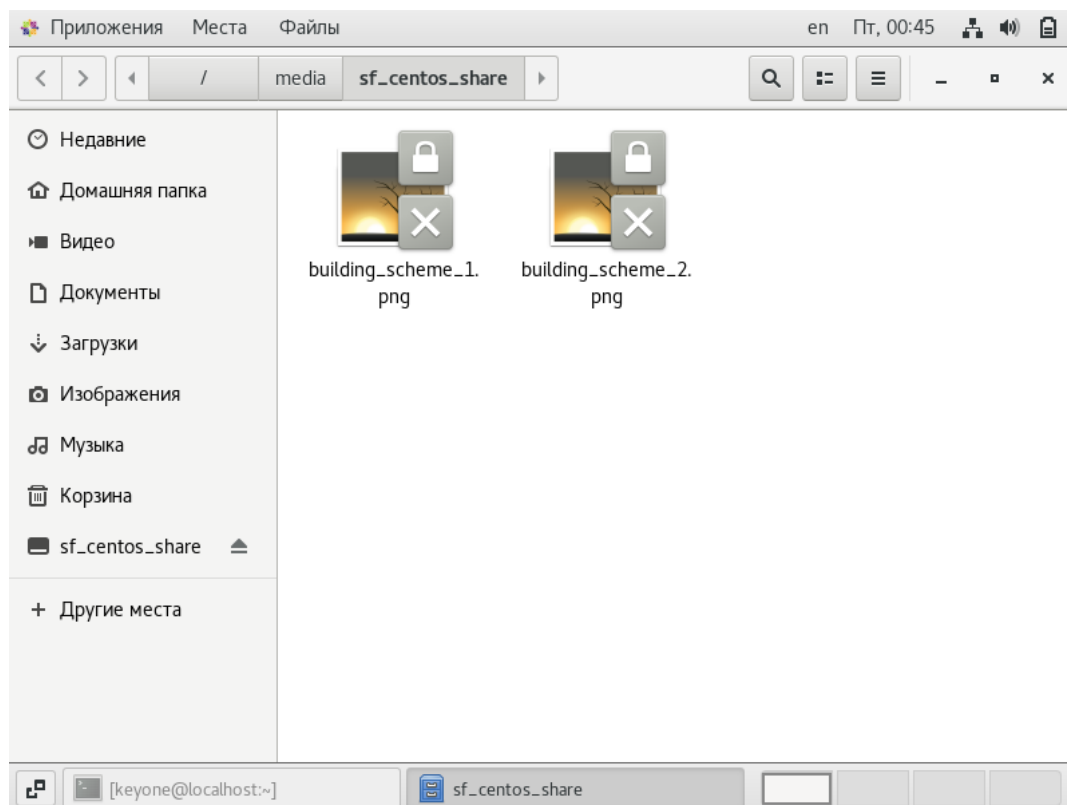 Приложения Места Файлы en Пт, 00:45
/ media sf_centos_share
Недавние
Домашняя папка
Видео
Документы
Загрузки
Изображения
Музыка
Корзина
sf_centos_share
+ Другие места
building_scheme_1.
png
building_scheme_2.
png
[keyone@localhost:~] sf_centos_share